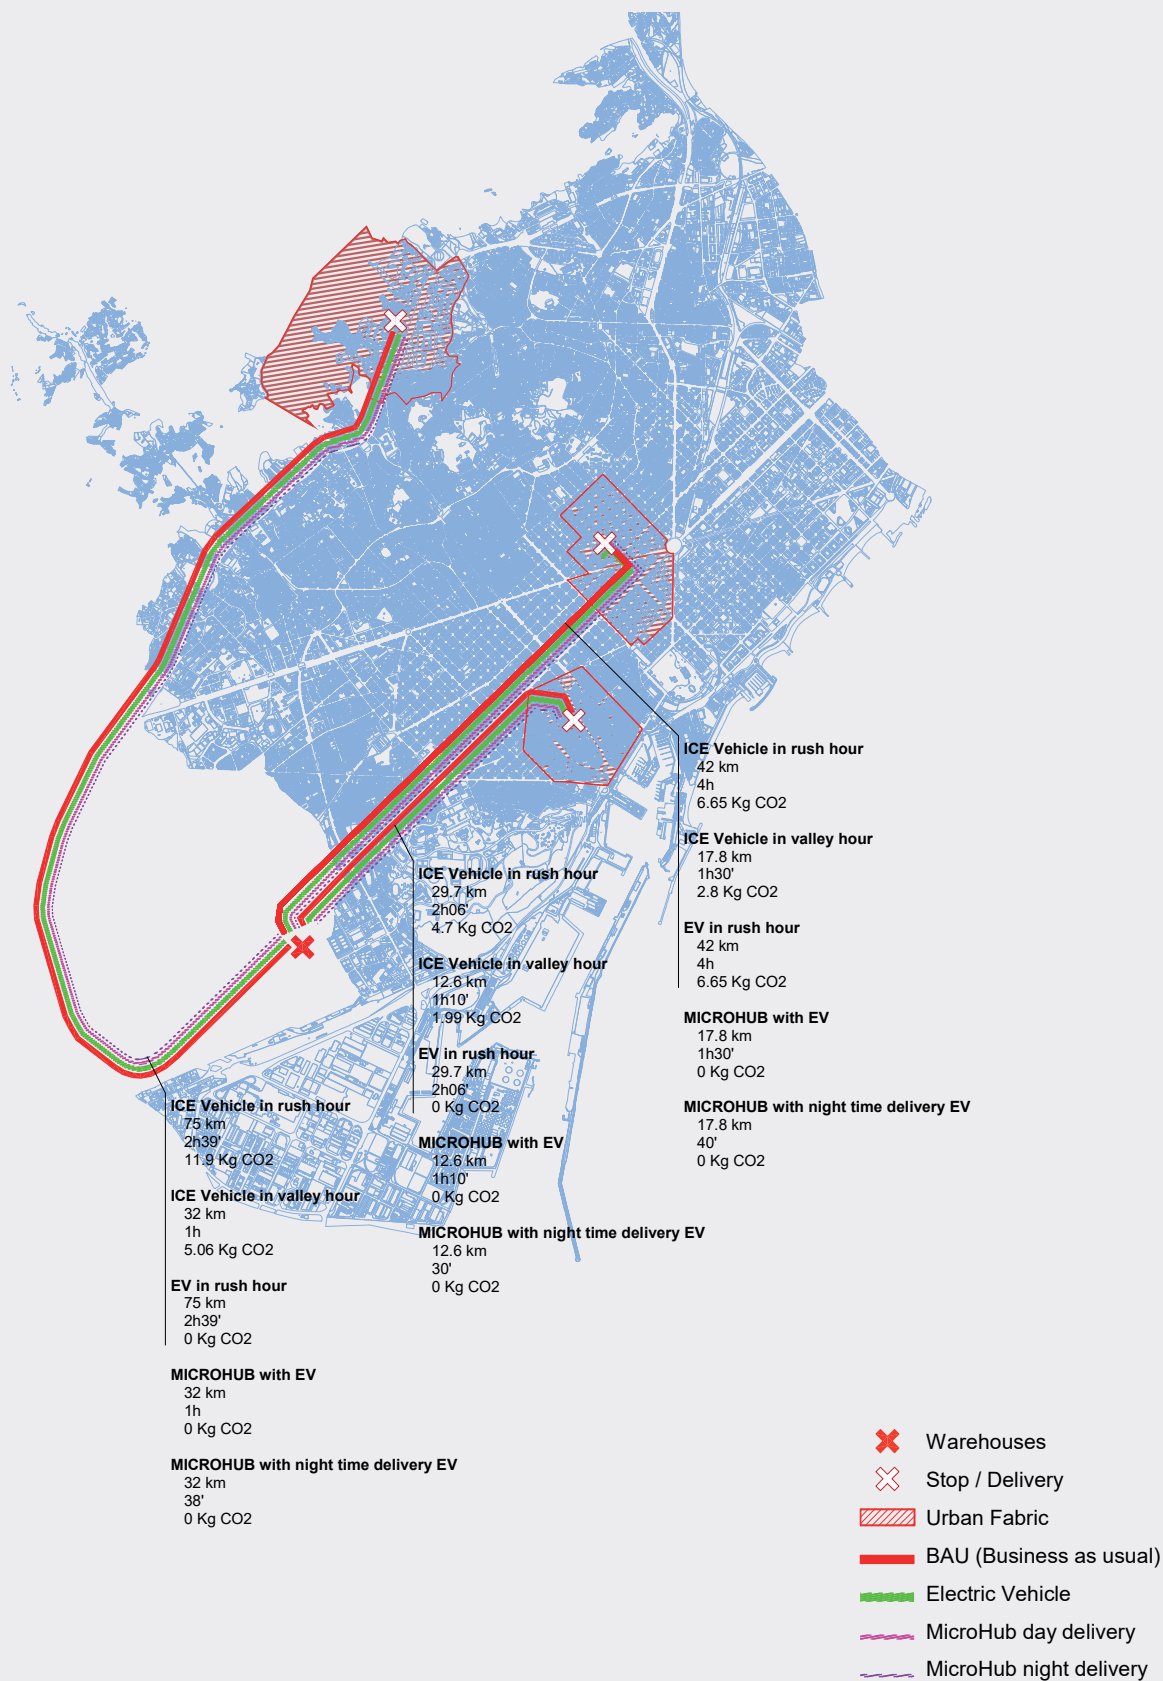 ICE Vehicle in rush hour
42 km
4h
6.65 Kg CO2
ICE Vehicle in valley hour
17.8 km
1h30'
2.8 Kg CO2
EV in rush hour
42 km
4h
6.65 Kg CO2
MICROHUB with EV
17.8 km
1h30'
0 Kg CO2
MICROHUB with night time delivery EV
17.8 km
40'
0 Kg CO2
ICE Vehicle in rush hour
29.7 km
2h06'
4.7 Kg CO2
ICE Vehicle in valley hour
12.6 km
1h10'
1.99 Kg CO2
EV in rush hour
29.7 km
2h06'
0 Kg CO2
MICROHUB with EV
12.6 km
1h10'
0 Kg CO2
MICROHUB with night time delivery EV
12.6 km
30'
0 Kg CO2
ICE Vehicle in rush hour
75 km
2h39'
11.9 Kg CO2
ICE Vehicle in valley hour
32 km
1h
5.06 Kg CO2
EV in rush hour
75 km
2h39'
0 Kg CO2
MICROHUB with EV
32 km
1h
0 Kg CO2
MICROHUB with night time delivery EV
32 km
38'
0 Kg CO2
Warehouses
Stop / Delivery
Urban Fabric
BAU (Business as usual)
Electric Vehicle
MicroHub day delivery
MicroHub night delivery